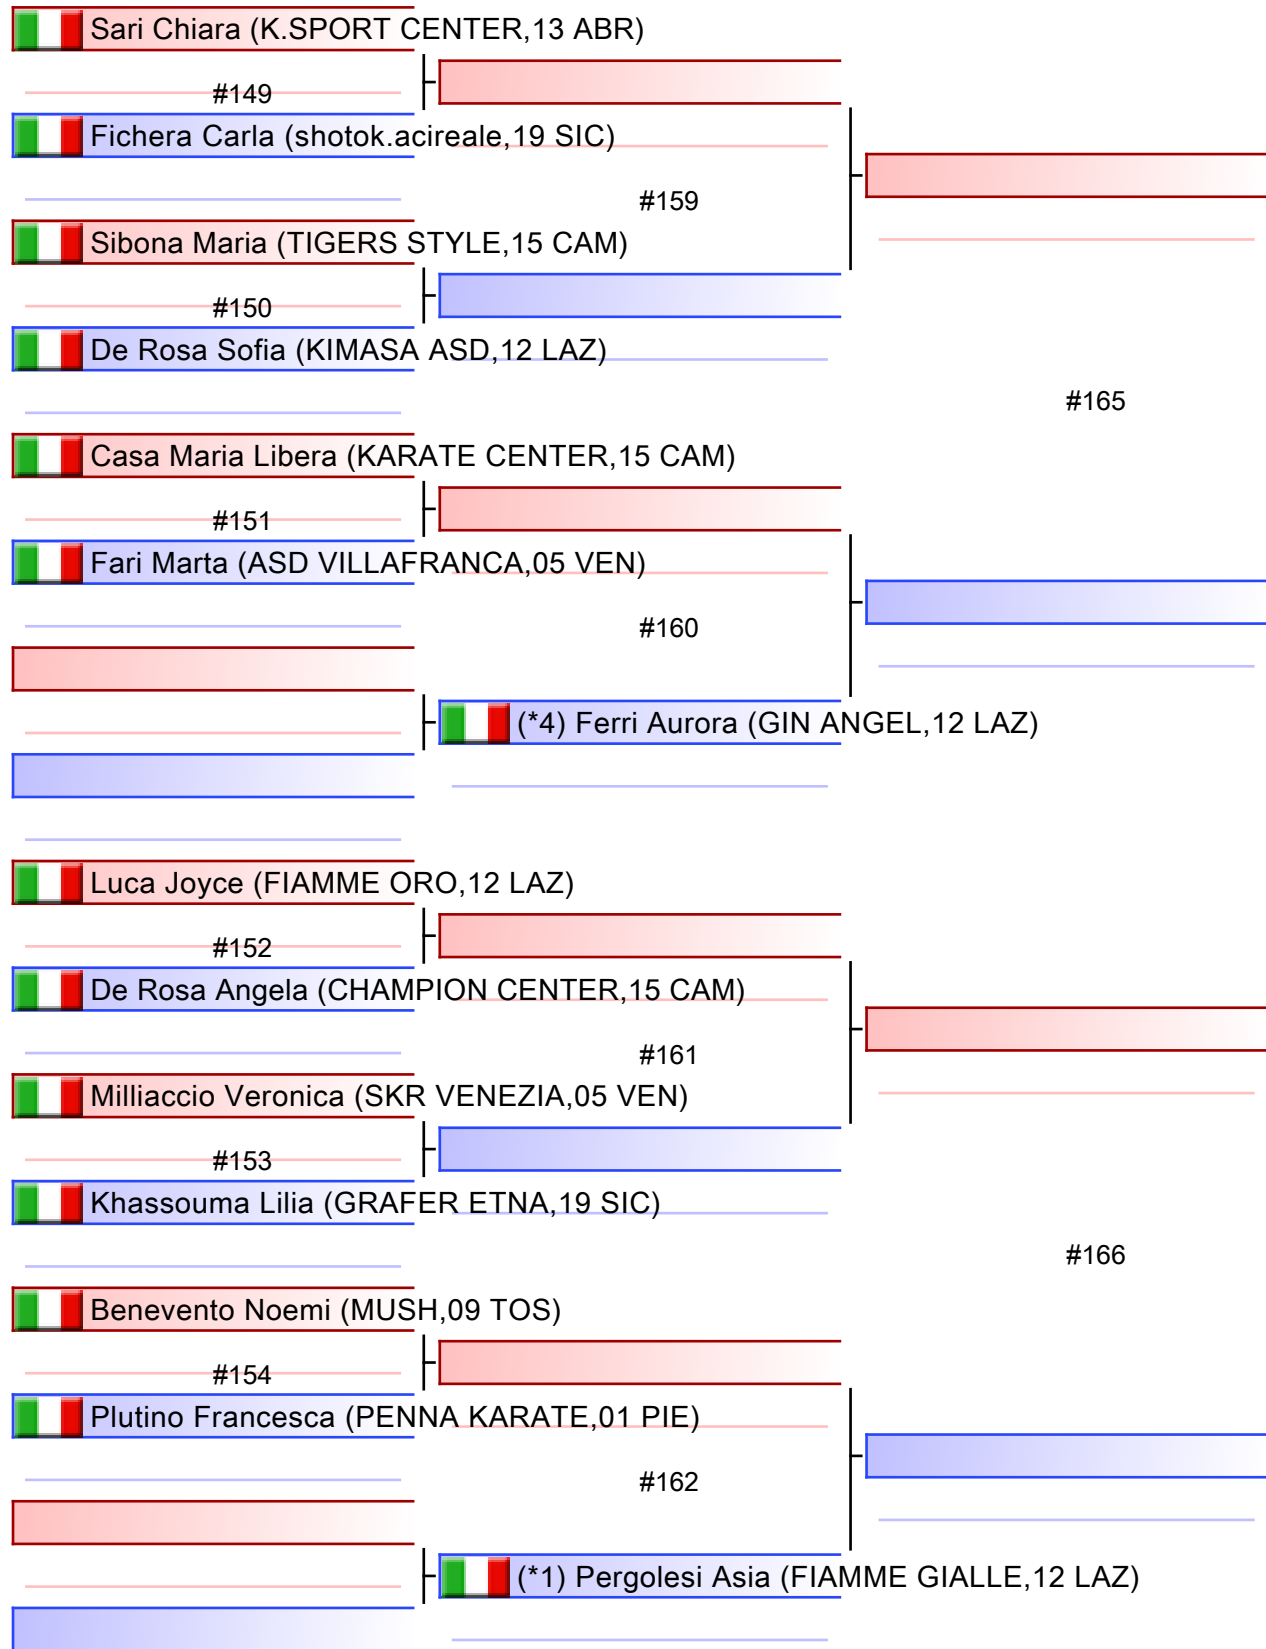 Sari Chiara (K.SPORT CENTER,13 ABR)
#149
Fichera Carla (shotok.acireale,19 SIC)
#159
Sibona Maria (TIGERS STYLE,15 CAM)
#150
De Rosa Sofia (KIMASA ASD,12 LAZ)
#165
Casa Maria Libera (KARATE CENTER,15 CAM)
#151
Fari Marta (ASD VILLAFRANCA,05 VEN)
#160
(*4) Ferri Aurora (GIN ANGEL,12 LAZ)
Luca Joyce (FIAMME ORO,12 LAZ)
#152
De Rosa Angela (CHAMPION CENTER,15 CAM)
#161
Milliaccio Veronica (SKR VENEZIA,05 VEN)
#153
Khassouma Lilia (GRAFER ETNA,19 SIC)
#166
Benevento Noemi (MUSH,09 TOS)
#154
Plutino Francesca (PENNA KARATE,01 PIE)
#162
(*1) Pergolesi Asia (FIAMME GIALLE,12 LAZ)